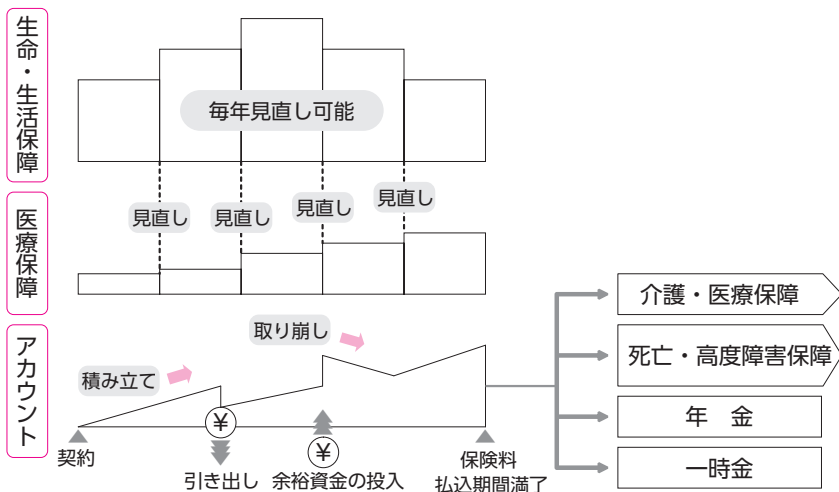 生命・生活保障
毎年見直し可能
見直し
見直し
見直し
見直し
医療保障
介護・医療保障
死亡・高度障害保障
年 金
一時金
アカウント
取り崩し
積み立て
¥
¥
契約
引き出し
余裕資金の投入
保険料
払込期間満了